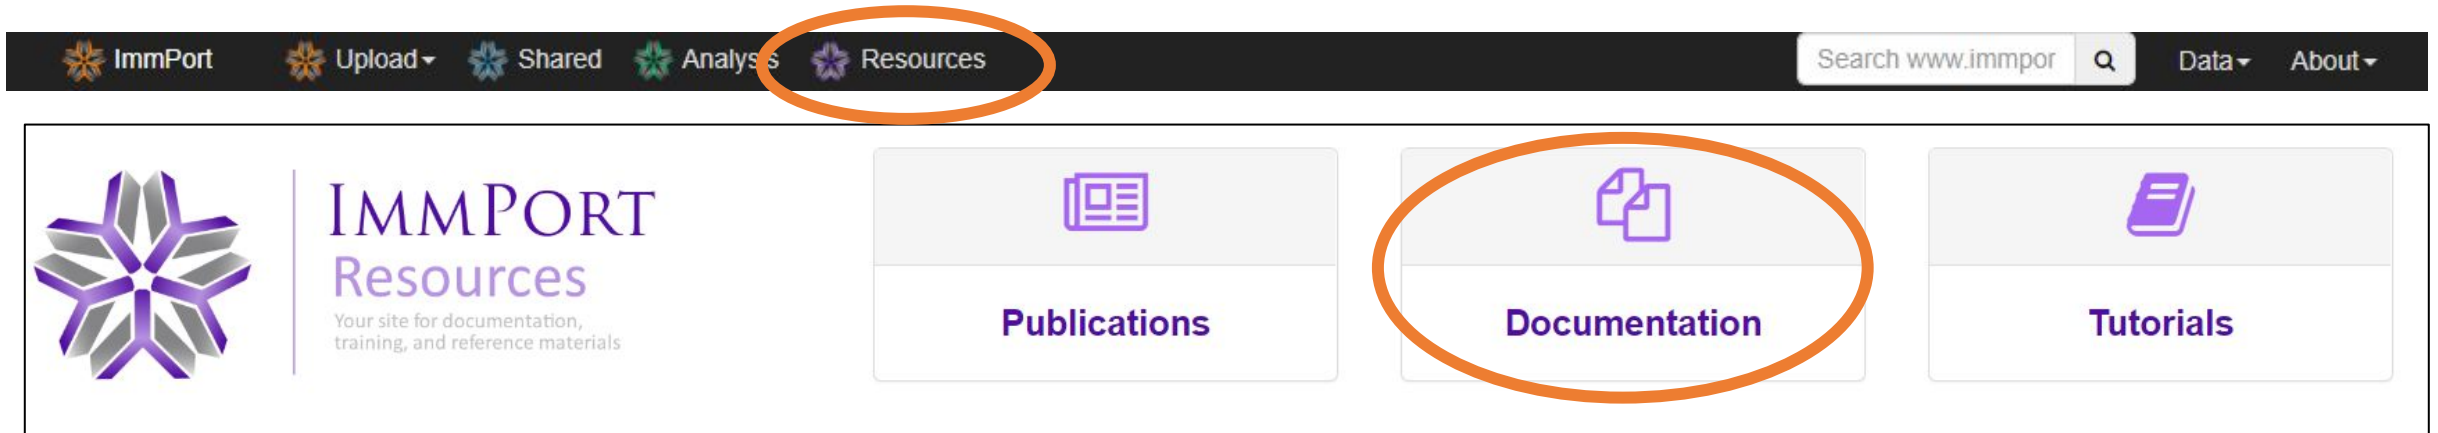 ImmPort Upload Shared Analysis Resources Search www.immpor Data About
IMMPORT
Resources
Your site for documentation,
training, and reference materials
Publications Documentation Tutorials